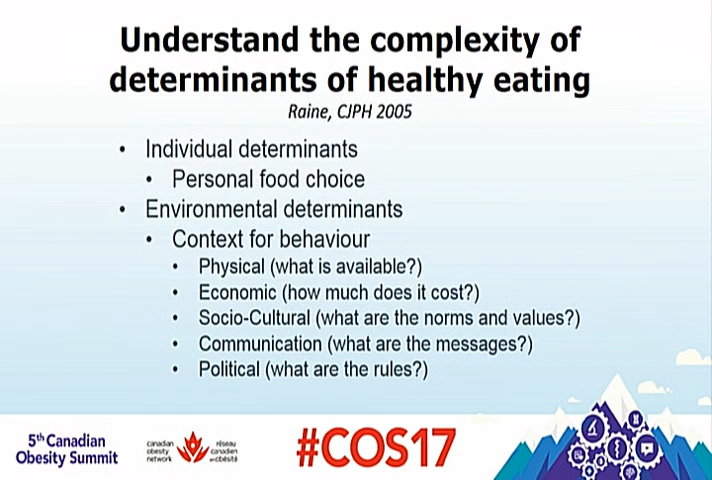 Understand the complexity of
determinants of healthy eating
Raine, CJPH 2005
• Individual determinants
• Personal food choice
• Environmental determinants
• Context for behaviour
• Physical (what is available?)
• Economic (how much does it cost?)
• Socio-Cultural (what are the norms and values?)
• Communication (what are the messages?)
• Political (what are the rules?)
5th Canadian
Obesity Summit
canadian
obesity
network
réseau
canadien
en obésité
#COS17